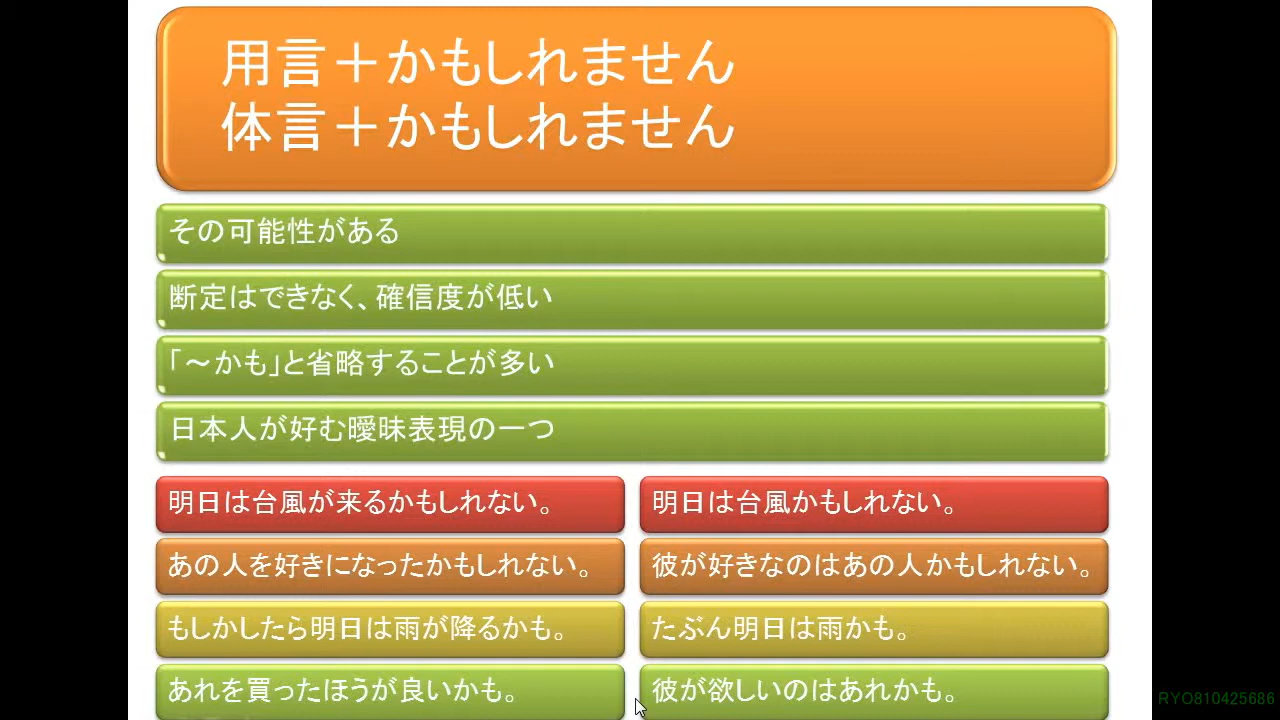 用言＋かもしれません
体言＋かもしれません
その可能性がある
断定はできなく、確信度が低い
「～かも」と省略することが多い
日本人が好む曖昧表現の一つ
明日は台風が来るかもしれない。
明日は台風かもしれない。
あの人を好きになったかもしれない。
彼が好きなのはあの人かもしれない。
もしかしたら明日は雨が降るかも。
たぶん明日は雨かも。
あれを買ったほうが良いかも。
彼が欲しいのはあれかも。
RYO810425686